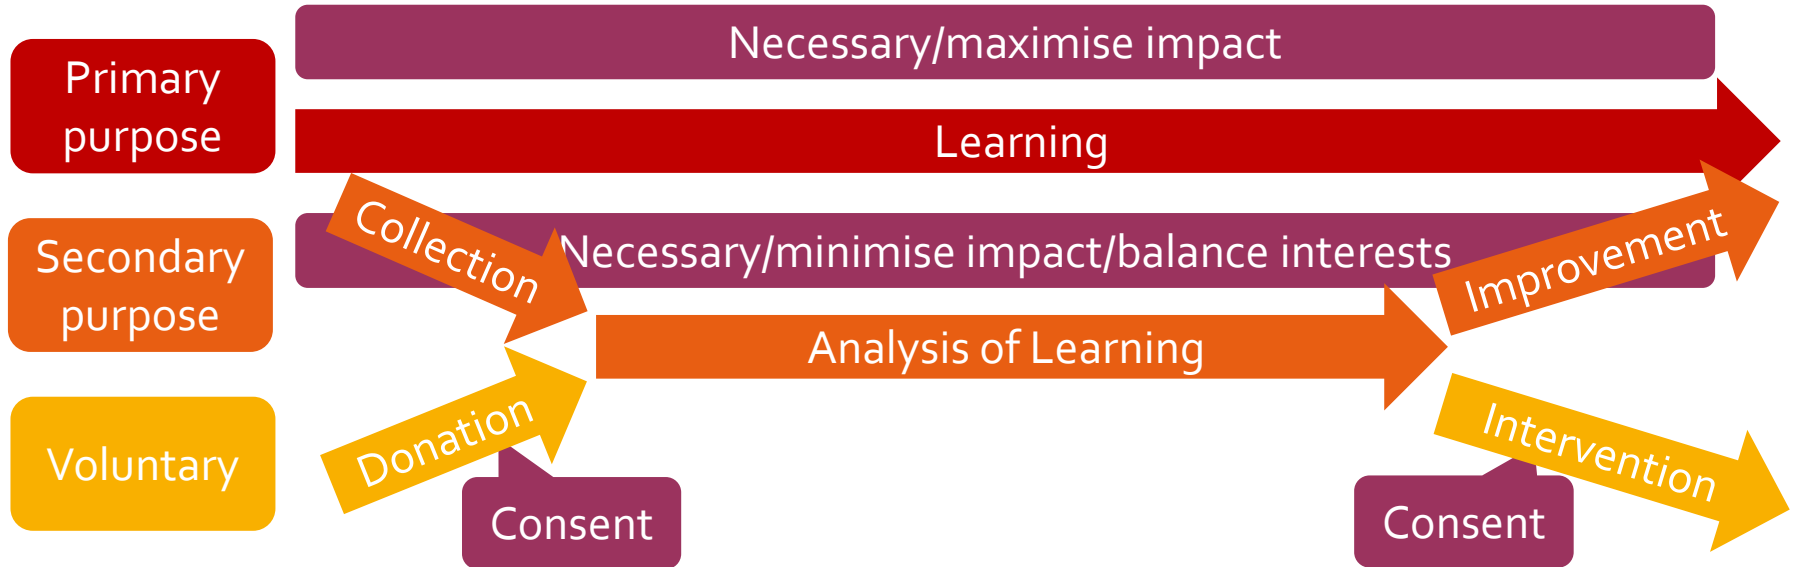 Necessary/maximise impact
Primary
purpose
Learning
Collection
Necessary/minimise impact/balance interests
Improvement
Secondary
purpose
Analysis of Learning
Donation
Intervention
Voluntary
Consent
Consent